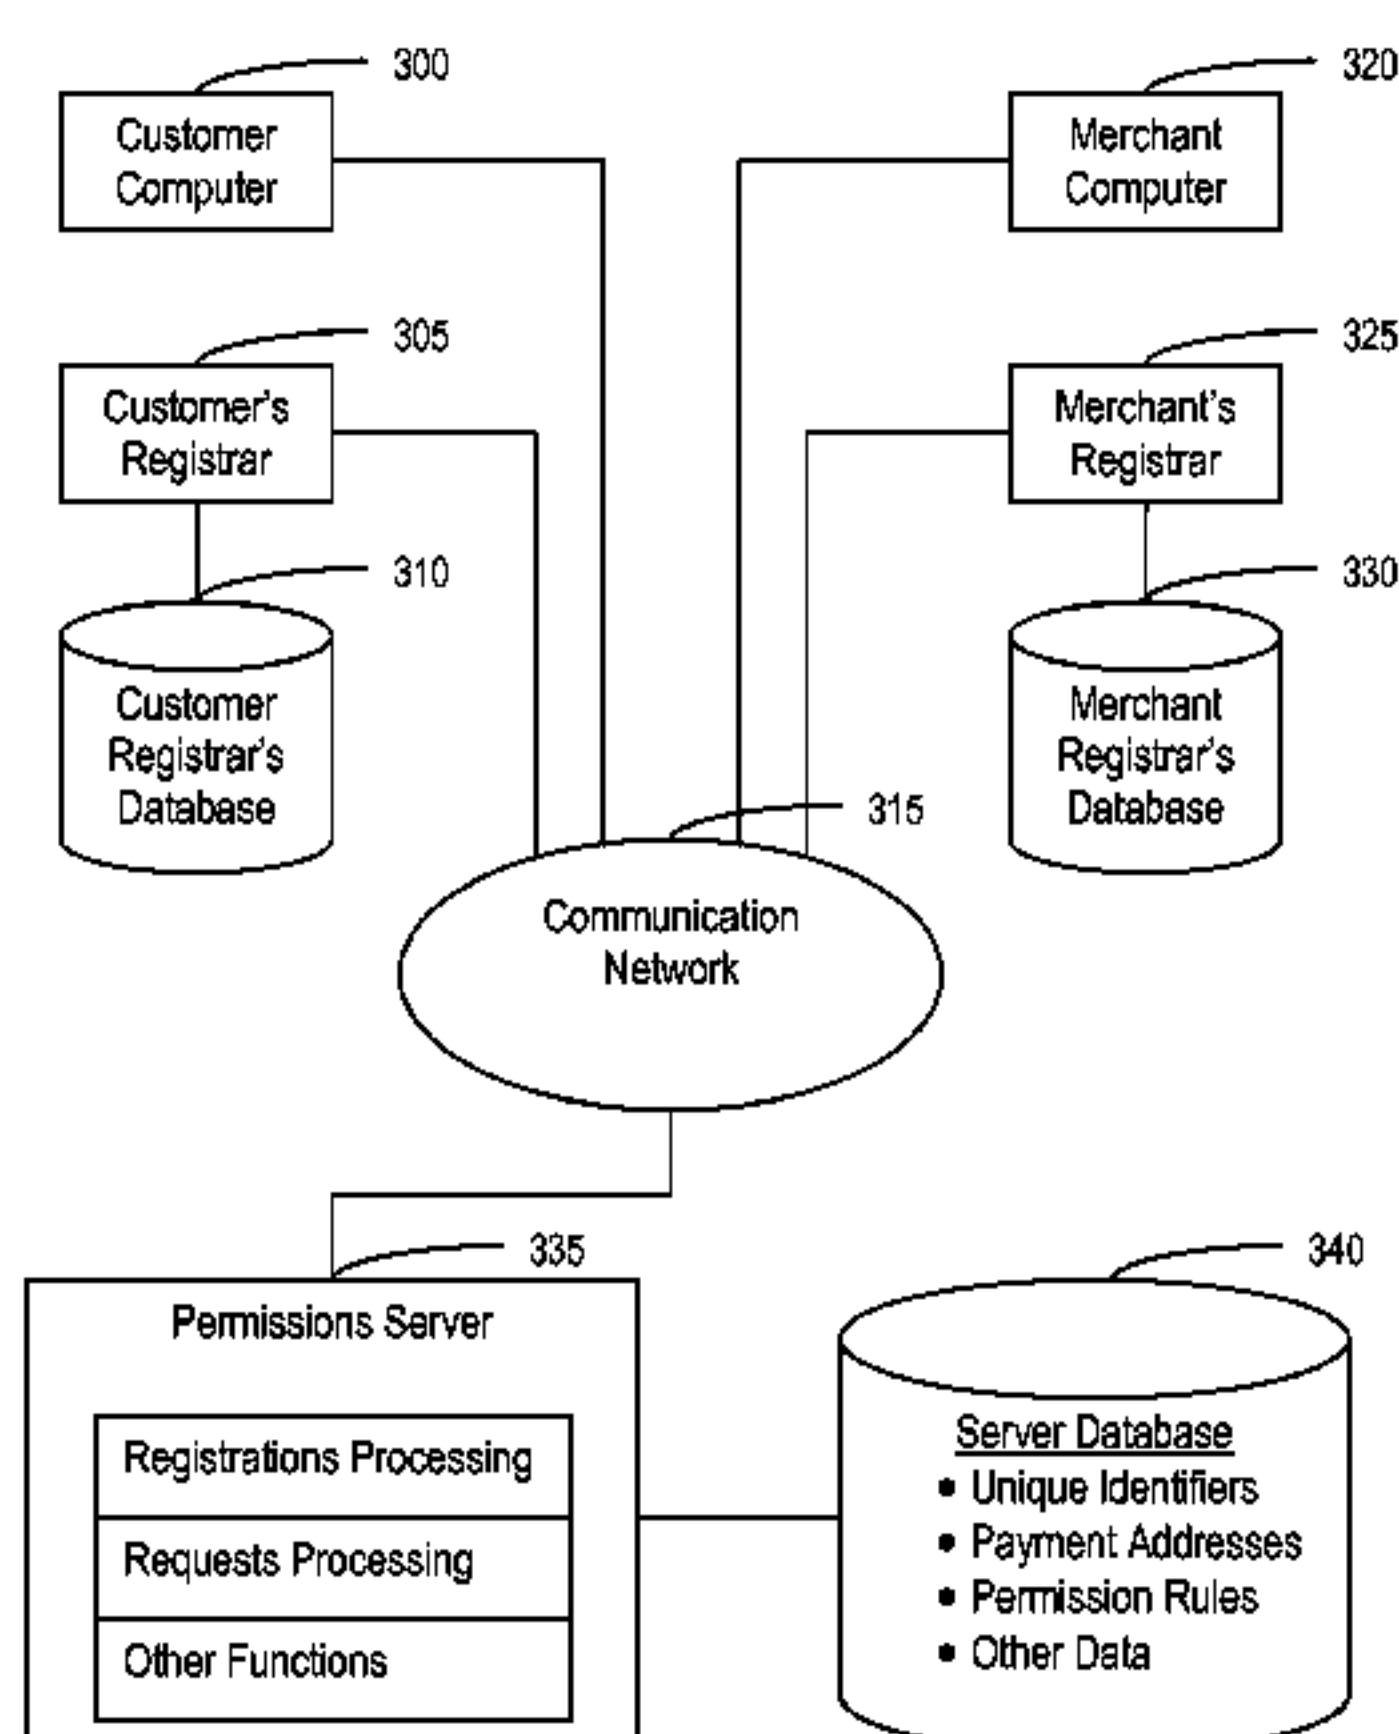 300
Customer
Computer
320
Merchant
Computer
305
Customer's
Registrar
325
Merchant's
Registrar
310
Customer
Registrar's
Database
330
Merchant
Registrar's
Database
315
Communication
Network
335
Permissions Server
Registrations Processing
Requests Processing
Other Functions
340
Server Database
• Unique Identifiers
• Payment Addresses
• Permission Rules
• Other Data